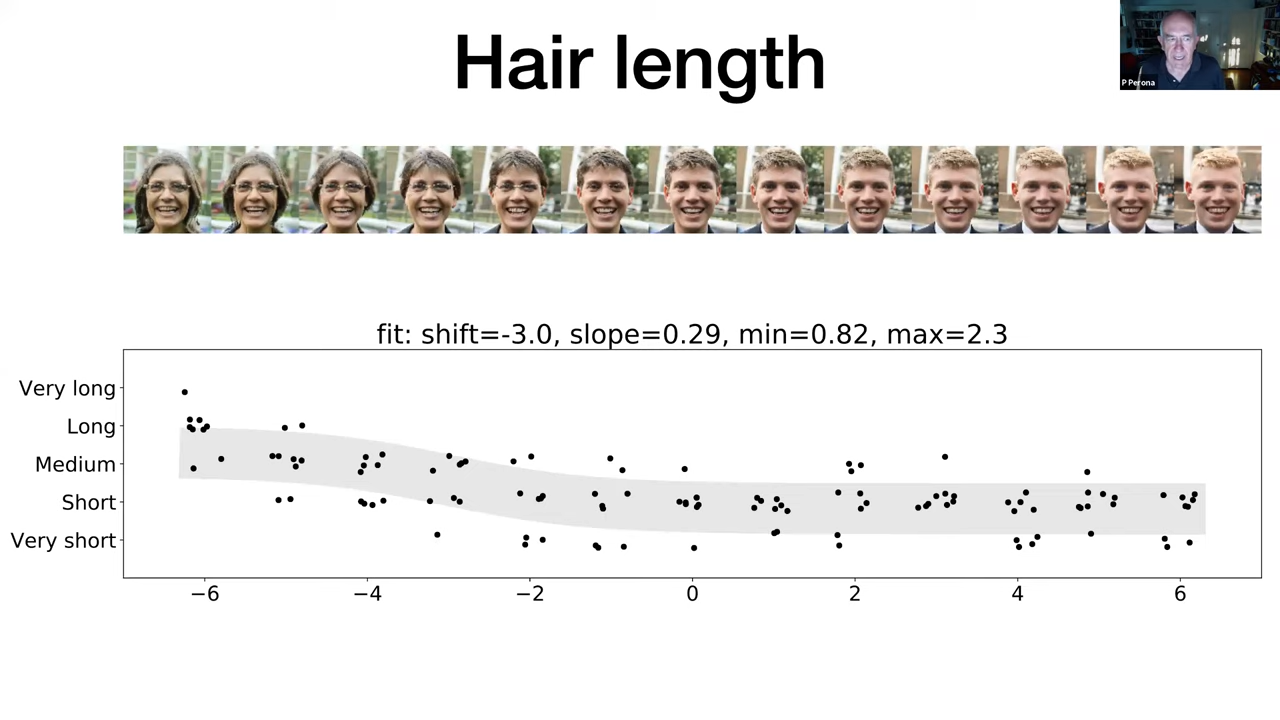 Hair length
P Perona
fit: shift=-3.0, slope=0.29, min=0.82, max=2.3
Very long
Long
Medium
Short
Very short
−6 −4 −2 0 2 4 6